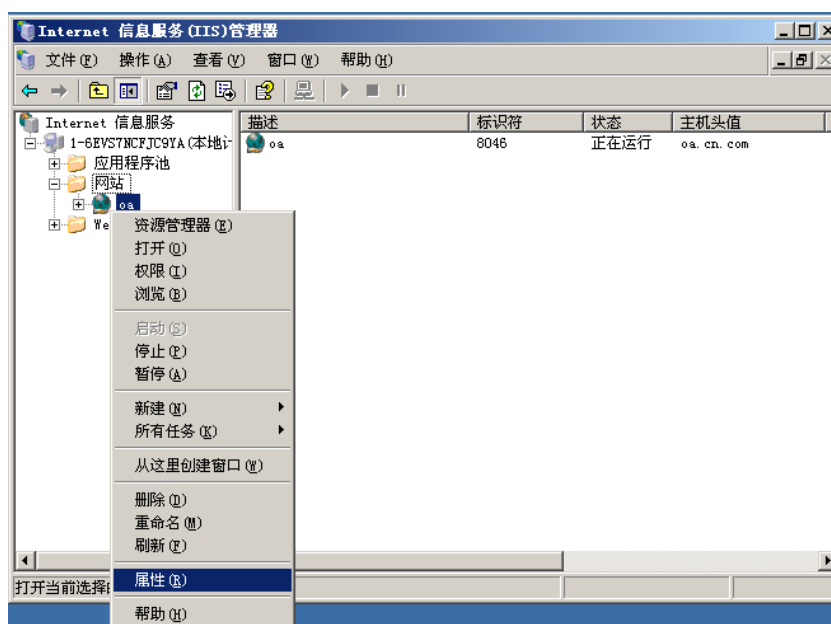 Internet 信息服务(IIS)管理器
文件(F) 操作(A) 查看(V) 窗口(W) 帮助(H)
Internet 信息服务
描述 标识符 状态 主机头值
1-6EVS7NCFJC9YA(本地计
oa 8046 正在运行 oa.cn.com
应用程序池
网站
oa
We
资源管理器(E)
打开(O)
权限(I)
浏览(B)
启动(S)
停止(P)
暂停(A)
新建(N)
所有任务(K)
从这里创建窗口(W)
删除(D)
重命名(M)
刷新(F)
属性(R)
打开当前选择
帮助(H)